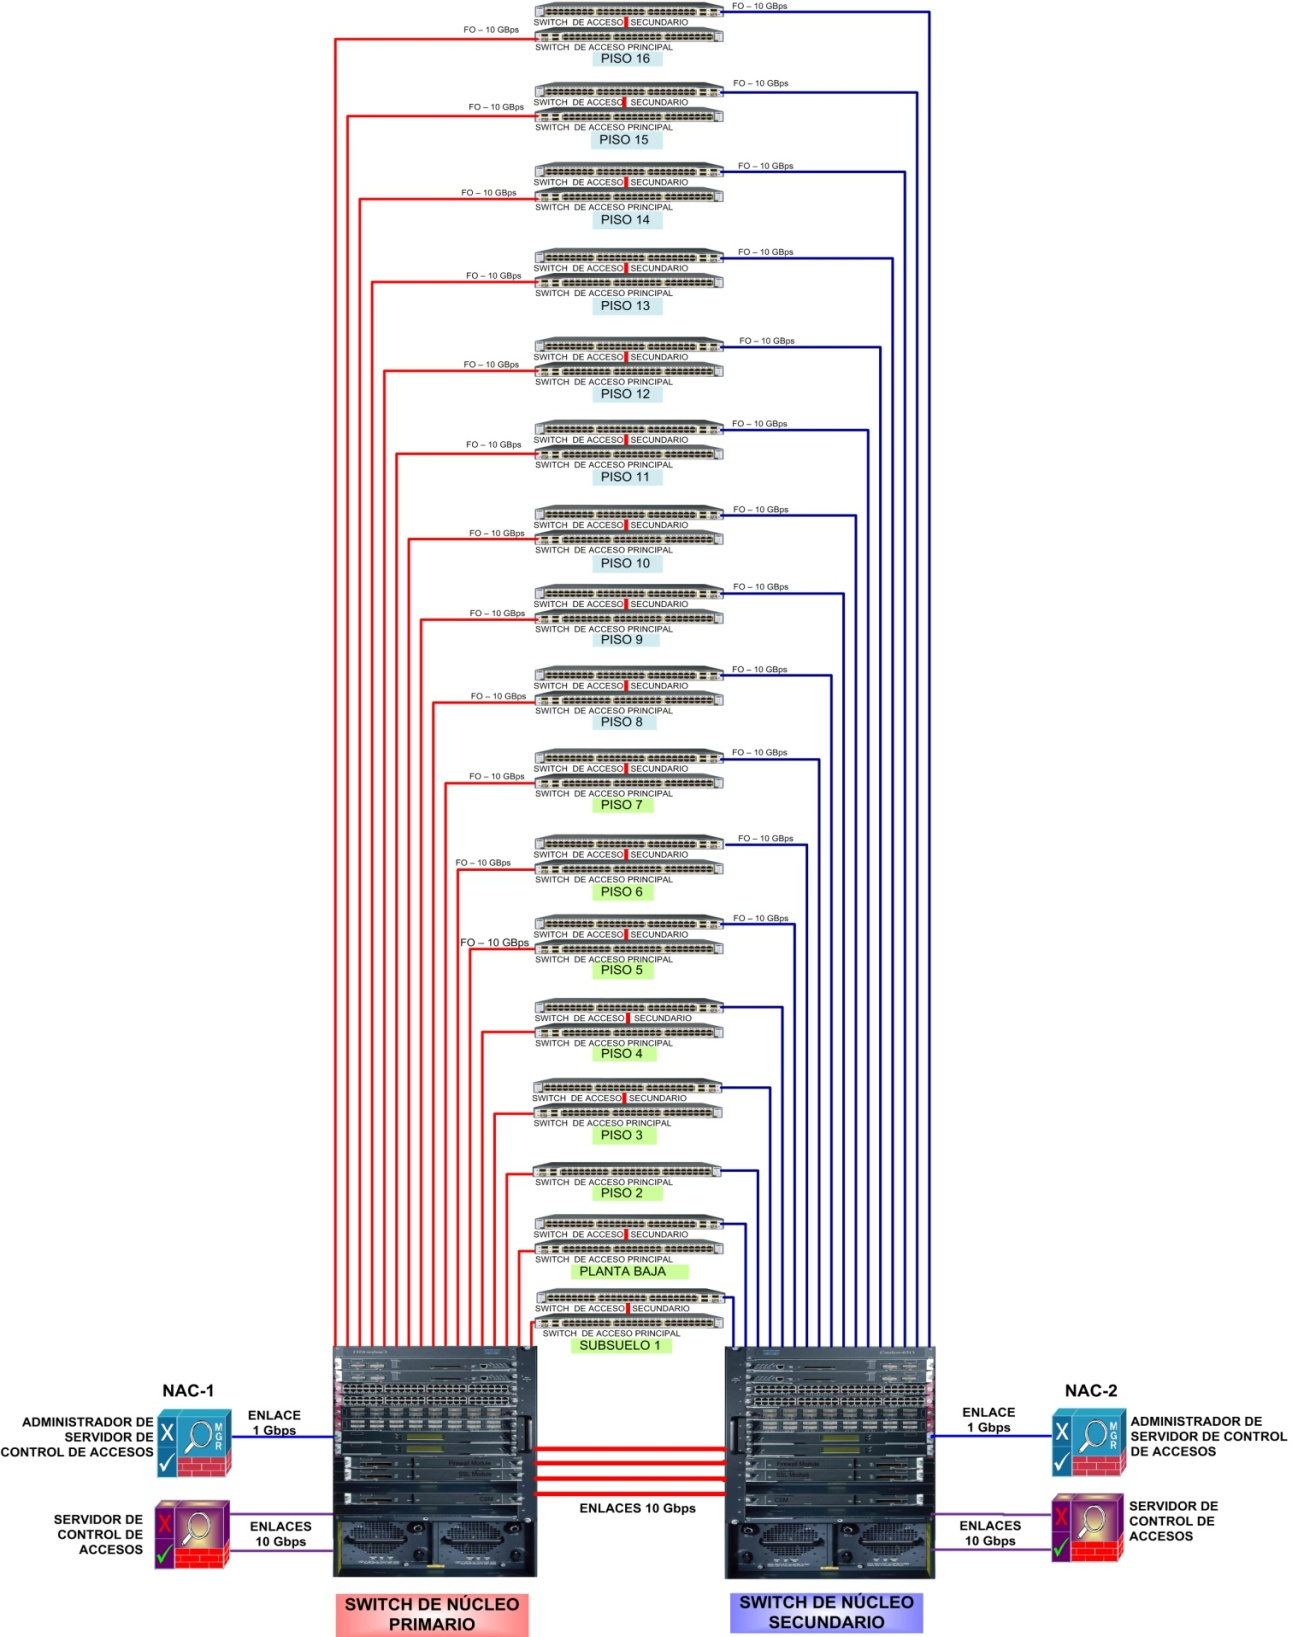 FO – 10 GBps
SWITCH DE ACCESO SECUNDARIO
FO – 10 GBps
SWITCH DE ACCESO PRINCIPAL
PISO 16
FO – 10 GBps
SWITCH DE ACCESO SECUNDARIO
FO – 10 GBps
SWITCH DE ACCESO PRINCIPAL
PISO 15
FO – 10 GBps
SWITCH DE ACCESO SECUNDARIO
FO – 10 GBps
SWITCH DE ACCESO PRINCIPAL
PISO 14
FO – 10 GBps
SWITCH DE ACCESO SECUNDARIO
FO – 10 GBps
SWITCH DE ACCESO PRINCIPAL
PISO 13
FO – 10 GBps
SWITCH DE ACCESO SECUNDARIO
FO – 10 GBps
SWITCH DE ACCESO PRINCIPAL
PISO 12
FO – 10 GBps
SWITCH DE ACCESO SECUNDARIO
FO – 10 GBps
SWITCH DE ACCESO PRINCIPAL
PISO 11
FO – 10 GBps
SWITCH DE ACCESO SECUNDARIO
FO – 10 GBps
SWITCH DE ACCESO PRINCIPAL
PISO 10
FO – 10 GBps
SWITCH DE ACCESO SECUNDARIO
FO – 10 GBps
SWITCH DE ACCESO PRINCIPAL
PISO 9
FO – 10 GBps
SWITCH DE ACCESO SECUNDARIO
FO – 10 GBps
SWITCH DE ACCESO PRINCIPAL
PISO 8
FO – 10 GBps
SWITCH DE ACCESO SECUNDARIO
FO – 10 GBps
SWITCH DE ACCESO PRINCIPAL
PISO 7
FO – 10 GBps
SWITCH DE ACCESO SECUNDARIO
FO – 10 GBps
SWITCH DE ACCESO PRINCIPAL
PISO 6
FO – 10 GBps
SWITCH DE ACCESO SECUNDARIO
FO – 10 GBps
SWITCH DE ACCESO PRINCIPAL
PISO 5
SWITCH DE ACCESO SECUNDARIO
SWITCH DE ACCESO PRINCIPAL
PISO 4
SWITCH DE ACCESO SECUNDARIO
SWITCH DE ACCESO PRINCIPAL
PISO 3
SWITCH DE ACCESO PRINCIPAL
PISO 2
SWITCH DE ACCESO SECUNDARIO
SWITCH DE ACCESO PRINCIPAL
PLANTA BAJA
SWITCH DE ACCESO SECUNDARIO
SWITCH DE ACCESO PRINCIPAL
SUBSUELO 1
NAC-1
ADMINISTRADOR DE
SERVIDOR DE
CONTROL DE ACCESOS
MGR
ENLACE
1 Gbps
SERVIDOR DE
CONTROL DE
ACCESOS
ENLACES
10 Gbps
Firewall Module
SSL Module
CSM
ENLACES 10 Gbps
Firewall Module
SSL Module
CSM
NAC-2
ENLACE
1 Gbps
MGR
ADMINISTRADOR DE
SERVIDOR DE CONTROL
DE ACCESOS
ENLACES
10 Gbps
SERVIDOR DE
CONTROL DE
ACCESOS
SWITCH DE NÚCLEO
PRIMARIO
SWITCH DE NÚCLEO
SECUNDARIO